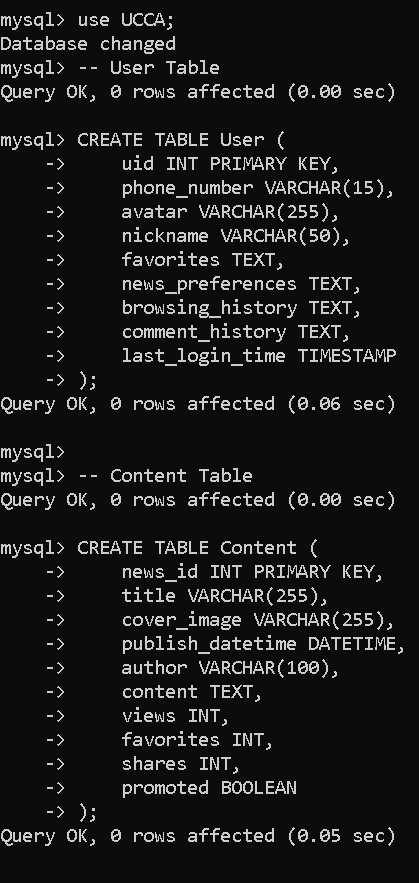 mysql> use UCCA;
Database changed
mysql> -- User Table
Query OK, 0 rows affected (0.00 sec)

mysql> CREATE TABLE User (
    ->     uid INT PRIMARY KEY,
    ->     phone_number VARCHAR(15),
    ->     avatar VARCHAR(255),
    ->     nickname VARCHAR(50),
    ->     favorites TEXT,
    ->     news_preferences TEXT,
    ->     browsing_history TEXT,
    ->     comment_history TEXT,
    ->     last_login_time TIMESTAMP
    -> );
Query OK, 0 rows affected (0.06 sec)

mysql>
mysql> -- Content Table
Query OK, 0 rows affected (0.00 sec)

mysql> CREATE TABLE Content (
    ->     news_id INT PRIMARY KEY,
    ->     title VARCHAR(255),
    ->     cover_image VARCHAR(255),
    ->     publish_datetime DATETIME,
    ->     author VARCHAR(100),
    ->     content TEXT,
    ->     views INT,
    ->     favorites INT,
    ->     shares INT,
    ->     promoted BOOLEAN
    -> );
Query OK, 0 rows affected (0.05 sec)